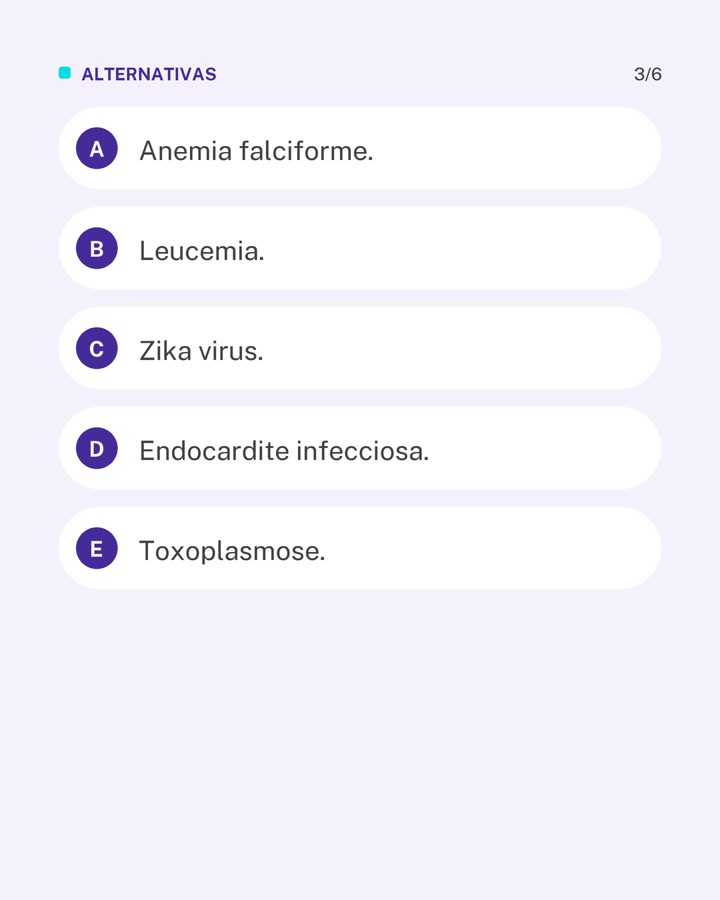 ALTERNATIVAS 3/6
A Anemia falciforme.
B Leucemia.
C Zika virus.
D Endocardite infecciosa.
E Toxoplasmose.